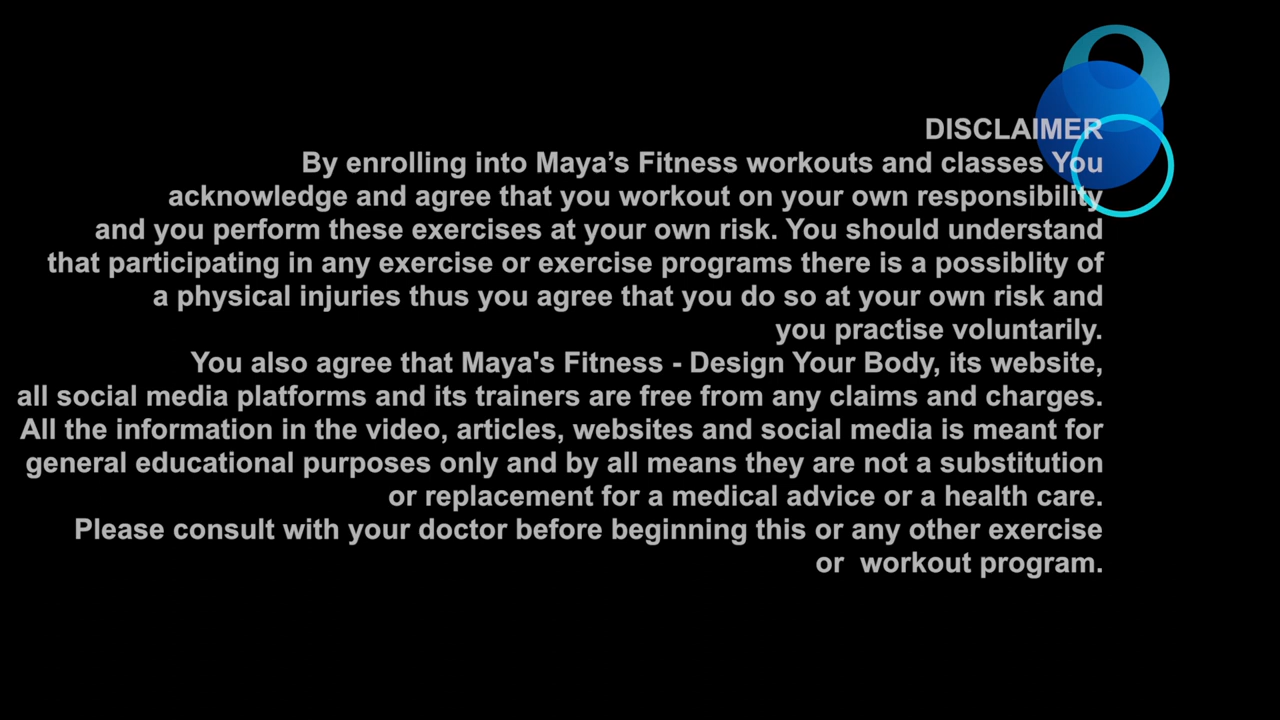 DISCLAIMER
By enrolling into Maya’s Fitness workouts and classes You
acknowledge and agree that you workout on your own responsibility
and you perform these exercises at your own risk. You should understand
that participating in any exercise or exercise programs there is a possiblity of
a physical injuries thus you agree that you do so at your own risk and
you practise voluntarily.
You also agree that Maya's Fitness - Design Your Body, its website,
all social media platforms and its trainers are free from any claims and charges.
All the information in the video, articles, websites and social media is meant for
general educational purposes only and by all means they are not a substitution
or replacement for a medical advice or a health care.
Please consult with your doctor before beginning this or any other exercise
or  workout program.